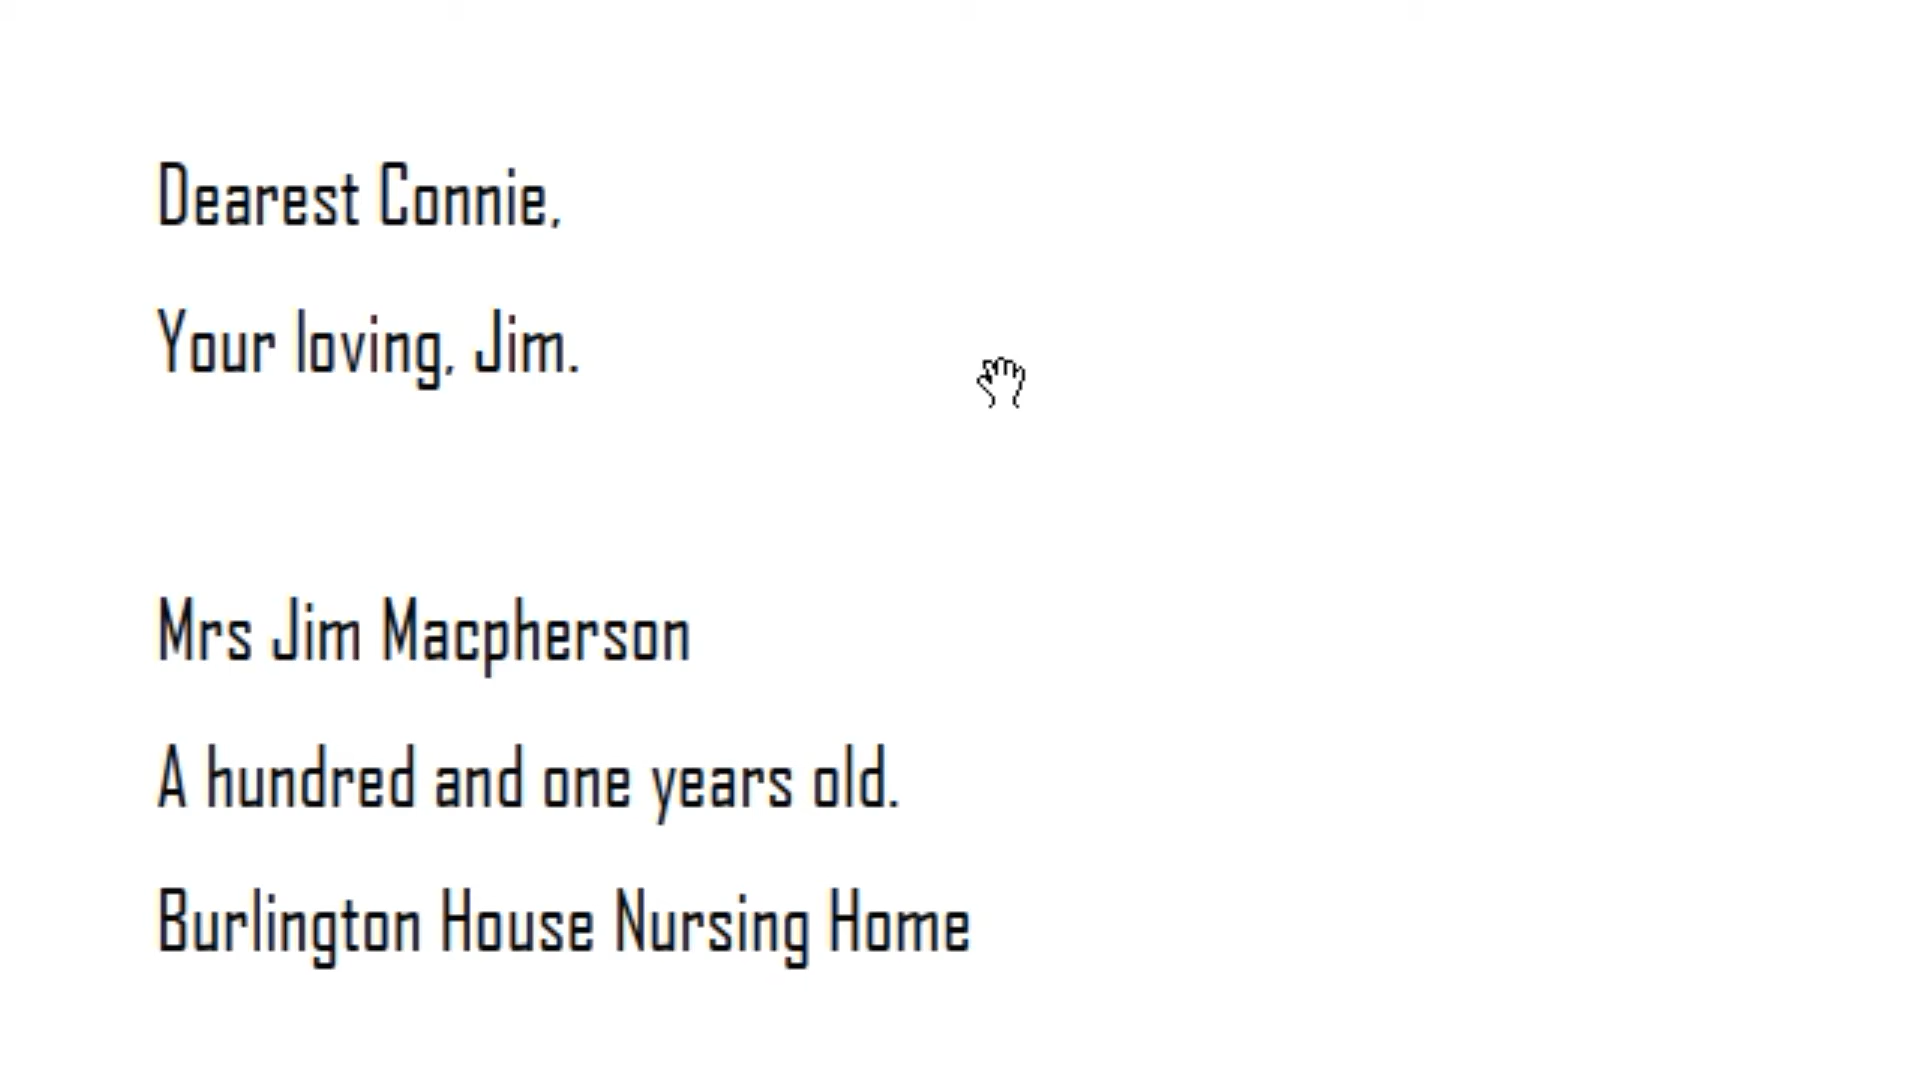 Dearest Connie,
Your loving, Jim.
Mrs Jim Macpherson
A hundred and one years old.
Burlington House Nursing Home